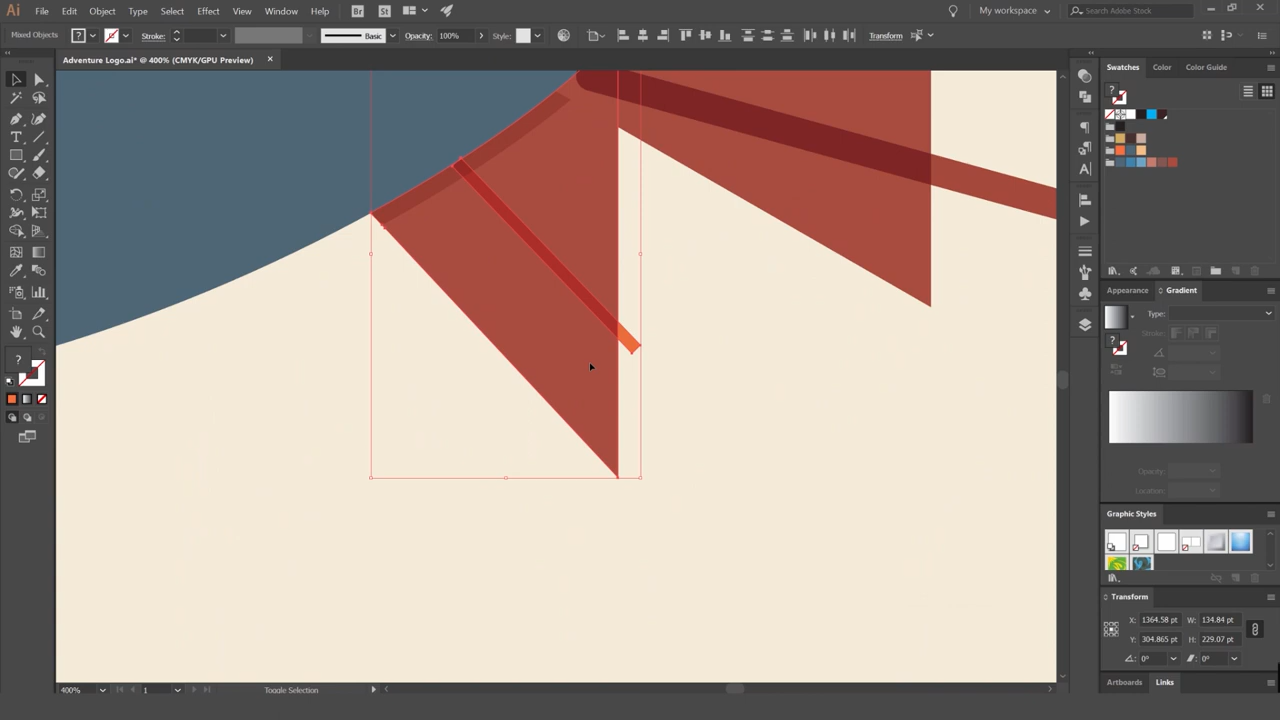 Ai File Edit Object Type Select Effect View Window Help Br St My workspace Search Adobe Stock
Mixed Objects ? Stroke: Basic Opacity: 100% Style: Transform
Adventure Logo.ai* @ 400% (CMYK/GPU Preview) ×
Swatches Color Color Guide
?
Appearance Gradient
Type:
Stroke:
?
?
Opacity:
Location:
Graphic Styles
Transform
X: 1364.58 pt W: 134.84 pt
Y: 304.865 pt H: 229.07 pt
0° 0°
Artboards Links
400% 1 Toggle Selection